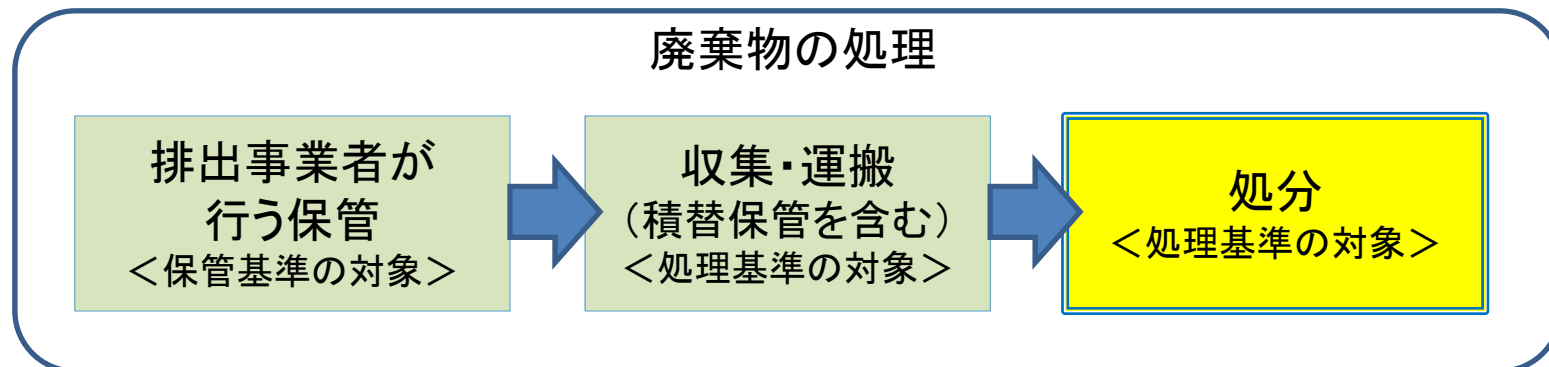 廃棄物の処理
排出事業者が
行う保管
＜保管基準の対象＞
収集・運搬
（積替保管を含む）
＜処理基準の対象＞
処分
＜処理基準の対象＞